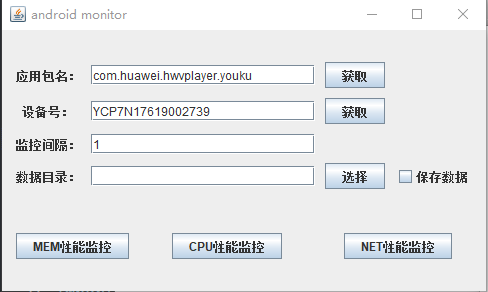 android monitor
应用包名： com.huawei.hwvplayer.youku 获取
设备号： YCP7N17619002739 获取
监控间隔： 1
数据目录： 选择 保存数据
MEM性能监控 CPU性能监控 NET性能监控